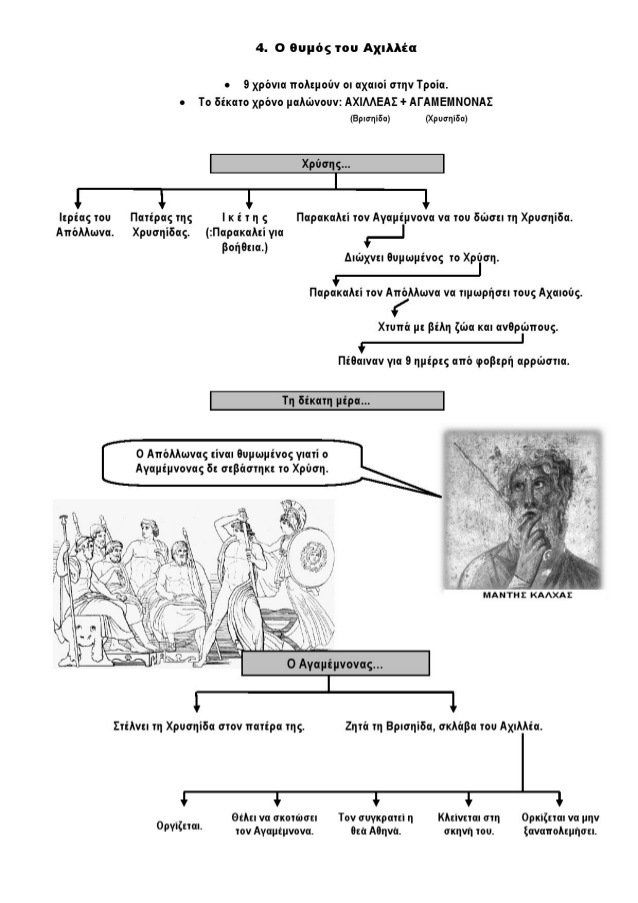 4. Ο θυμός του Αχιλλέα
• 9 χρόνια πολεμούν οι αχαιοί στην Τροία.
• Το δέκατο χρόνο μαλώνουν: ΑΧΙΛΛΕΑΣ + ΑΓΑΜΕΜΝΟΝΑΣ
(Βρισηίδα) (Χρυσηίδα)
Χρύσης...
Ιερέας του
Απόλλωνα.
Πατέρας της
Χρυσηίδας.
Ι κ έ τ η ς
(:Παρακαλεί για
βοήθεια.)
Παρακαλεί τον Αγαμέμνονα να του δώσει τη Χρυσηίδα.
Διώχνει θυμωμένος το Χρύση.
Παρακαλεί τον Απόλλωνα να τιμωρήσει τους Αχαιούς.
Χτυπά με βέλη ζώα και ανθρώπους.
Πέθαιναν για 9 ημέρες από φοβερή αρρώστια.
Τη δέκατη μέρα...
Ο Απόλλωνας είναι θυμωμένος γιατί ο
Αγαμέμνονας δε σεβάστηκε το Χρύση.
ΜΑΝΤΗΣ ΚΑΛΧΑΣ
Ο Αγαμέμνονας...
Στέλνει τη Χρυσηίδα στον πατέρα της.
Ζητά τη Βρισηίδα, σκλάβα του Αχιλλέα.
Οργίζεται.
Θέλει να σκοτώσει
τον Αγαμέμνονα.
Τον συγκρατεί η
θεά Αθηνά.
Κλείνεται στη
σκηνή του.
Ορκίζεται να μην
ξαναπολεμήσει.